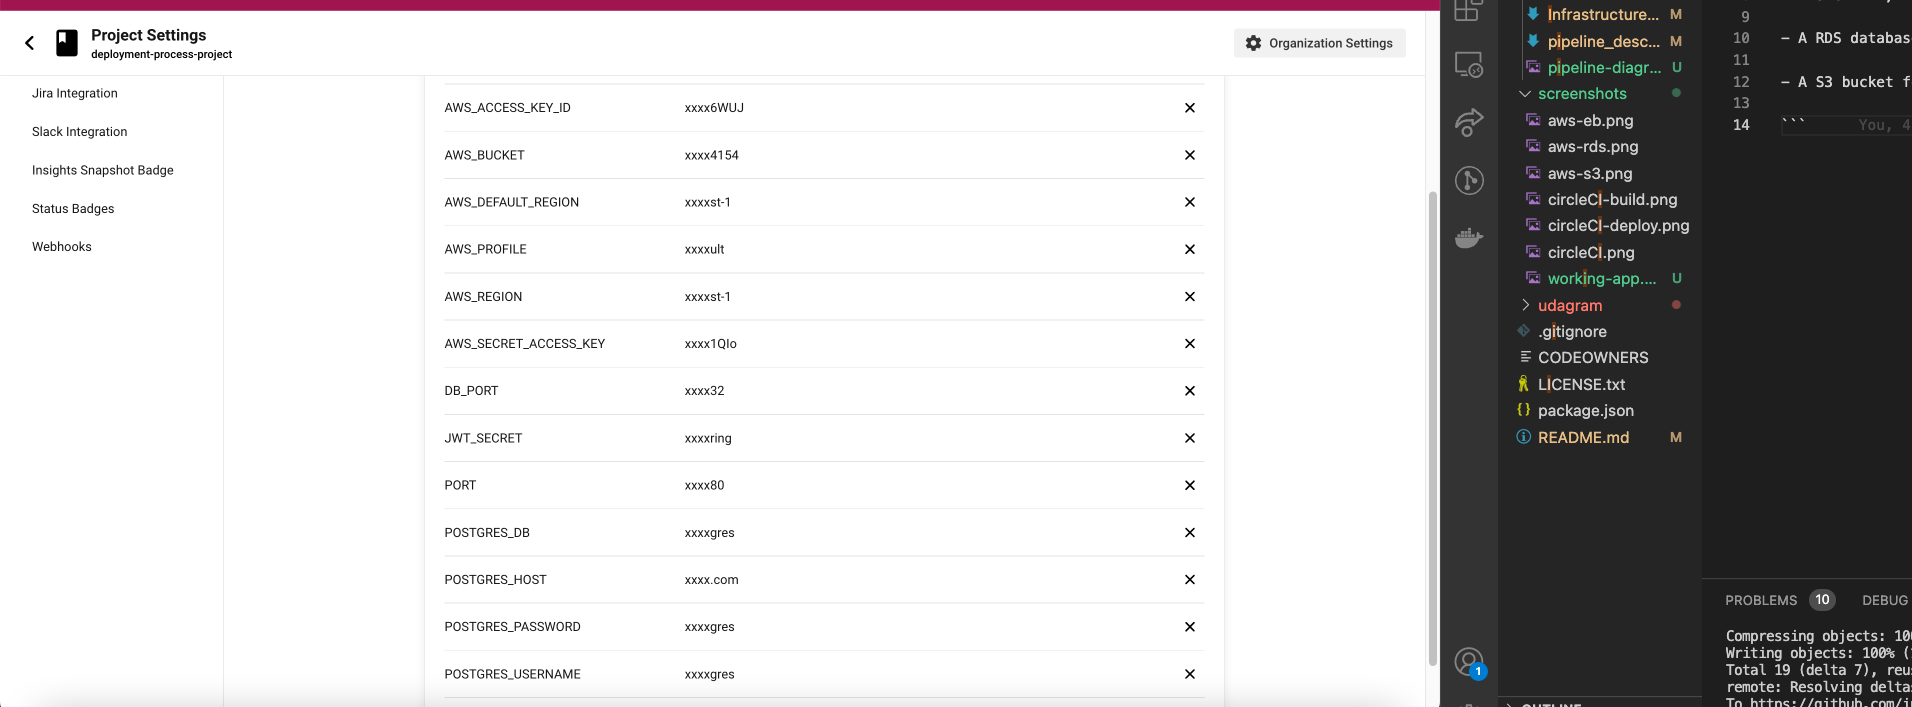 Project Settings
deployment-process-project
Organization Settings
Jira Integration
Slack Integration
Insights Snapshot Badge
Status Badges
Webhooks
AWS_ACCESS_KEY_ID xxxx6WUJ
AWS_BUCKET xxxx4154
AWS_DEFAULT_REGION xxxxst-1
AWS_PROFILE xxxxult
AWS_REGION xxxxst-1
AWS_SECRET_ACCESS_KEY xxxx1QIo
DB_PORT xxxx32
JWT_SECRET xxxxring
PORT xxxx80
POSTGRES_DB xxxxgres
POSTGRES_HOST xxxx.com
POSTGRES_PASSWORD xxxxgres
POSTGRES_USERNAME xxxxgres
Infrastructure... M
pipeline_desc... M
pipeline-diagr... U
screenshots
aws-eb.png
aws-rds.png
aws-s3.png
circleCI-build.png
circleCI-deploy.png
circleCI.png
working-app.... U
udagram
.gitignore
CODEOWNERS
LICENSE.txt
package.json
README.md M
1
9
10 - A RDS databas
11
12 - A S3 bucket f
13
14 ``` You, 4
PROBLEMS 10 DEBUG
Compressing objects: 10
Writing objects: 100% (
Total 19 (delta 7), reu
remote: Resolving delta
To https://github.com/
OUTLINE